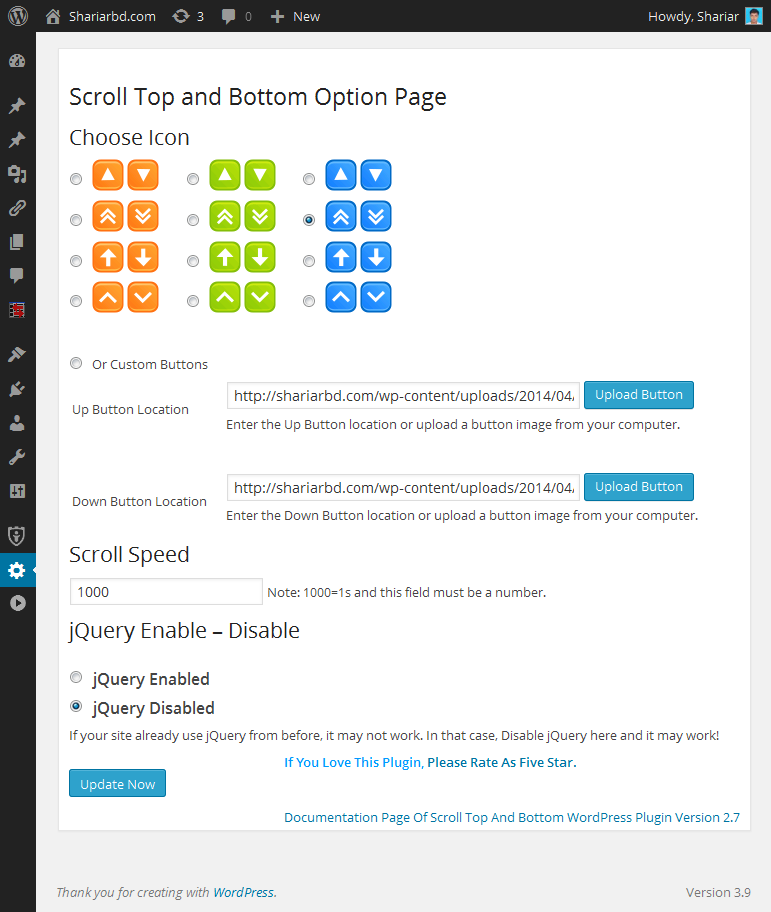 Shariarbd.com 3 0 New Howdy, Shariar
Scroll Top and Bottom Option Page
Choose Icon
Or Custom Buttons
Up Button Location http://shariarbd.com/wp-content/uploads/2014/04/ Upload Button
Enter the Up Button location or upload a button image from your computer.
Down Button Location http://shariarbd.com/wp-content/uploads/2014/04/ Upload Button
Enter the Down Button location or upload a button image from your computer.
Scroll Speed
1000 Note: 1000=1s and this field must be a number.
jQuery Enable – Disable
jQuery Enabled
jQuery Disabled
If your site already use jQuery from before, it may not work. In that case, Disable jQuery here and it may work!
If You Love This Plugin, Please Rate As Five Star.
Update Now
Documentation Page Of Scroll Top And Bottom WordPress Plugin Version 2.7
Thank you for creating with WordPress. Version 3.9